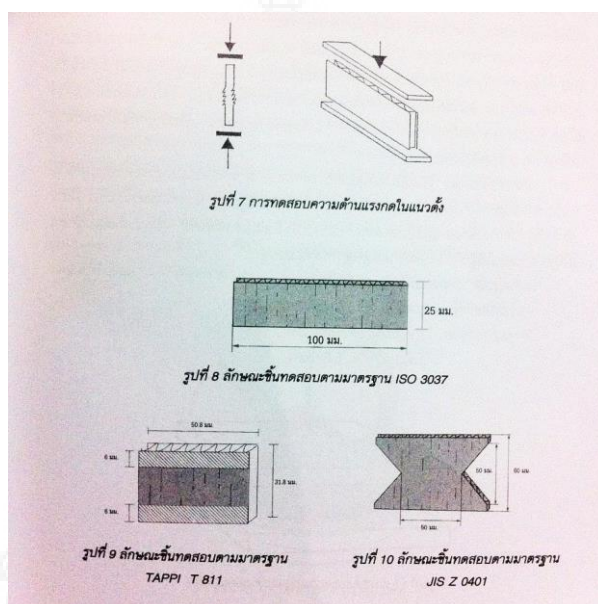 รูปที่ 7 การทดสอบความต้านแรงกดในแนวตั้ง
25 มม.
100 มม.
รูปที่ 8 ลักษณะชิ้นทดสอบตามมาตรฐาน ISO 3037
50.8 มม.
6 มม.
31.8 มม.
6 มม.
รูปที่ 9 ลักษณะชิ้นทดสอบตามมาตรฐาน
TAPPI T 811
50 มม.
60 มม.
50 มม.
รูปที่ 10 ลักษณะชิ้นทดสอบตามมาตรฐาน
JIS Z 0401